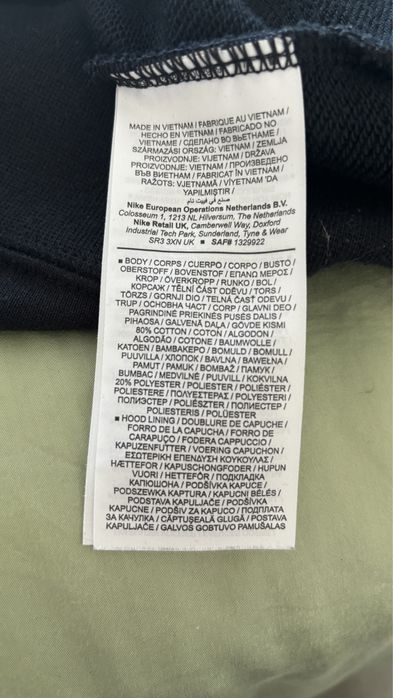 MADE IN VIETNAM / FABRIQUE AU VIETNAM /
HECHO EN VIETNAM / FABRICADO NO
VIETNAME / СДЕЛАНО ВО ВЬЕТНАМЕ /
SZÁRMAZÁSI ORSZÁG: VIETNAM / ZEMLJA
PROIZVODNJE: VIJETNAM / DRŽAVA
PROIZVODNJE: VIETNAM / ПРОИЗВЕДЕНО
ВЪВ ВИЕТНАМ / FABRICAT ÎN VIETNAM /
RAŽOTS: VJETNAMĀ / VİYETNAM 'DA
YAPILMIŞTIR /
صنع في فييت نام
Nike European Operations Netherlands B.V.
Colosseum 1, 1213 NL Hilversum, The Netherlands
Nike Retail UK, Camberwell Way, Doxford
Industrial Tech Park, Sunderland, Tyne & Wear
SR3 3XN UK ■ SAF# 1329922
■ BODY / CORPS / CUERPO / CORPO / BUSTO /
OBERSTOFF / BOVENSTOF / ΕΠΑΝΩ ΜΕΡΟΣ /
KROP / ÖVERKROPP / RUNKO / BOL /
КОРСАЖ / TĚLNÍ ČÁST ODĚVU / TORS /
TÖRZS / GORNJI DIO / TELNÁ ČASŤ ODEVU /
TRUP / ОСНОВНА ЧАСТ / CORP / GLAVNI DEO /
PAGRINDINĖ PRIEKINĖS PUSĖS DALIS /
PIHAOSA / GALVENĀ DAĻA / GÖVDE KISMI
80% COTTON / COTON / ALGODON /
ALGODÃO / COTONE / BAUMWOLLE /
KATOEN / ΒΑΜΒΑΚΕΡΟ / BOMULD / BOMULL /
PUUVILLA / ХЛОПОК / BAVLNA / BAWEŁNA /
PAMUT / PAMUK / BOMBAŽ / ПАМУК /
BUMBAC / MEDVILNĖ / PUUVILL / KOKVILNA
20% POLYESTER / POLIESTER / POLIÉSTER /
POLIESTERE / ΠΟΛΥΕΣΤΕΡΑΣ / POLYESTERI /
ПОЛИЭСТЕР / POLIÉSZTER / ПОЛИЕСТЕР /
POLIESTERIS / POLÜESTER
■ HOOD LINING / DOUBLURE DE CAPUCHE /
FORRO DE LA CAPUCHA / FORRO DE
CARAPUÇO / FODERA CAPPUCCIO /
KAPUZENFUTTER / VOERING CAPUCHON /
ΕΣΩΤΕΡΙΚΗ ΕΠΕΝΔΥΣΗ ΚΟΥΚΟΥΛΑΣ /
HÆTTEFOR / KAPUSCHONGFODER / HUPUN
VUORI / HETTEFÔR / ПОДКЛАДКА
КАПЮШОНА / PODŠÍVKA KAPUCE /
PODSZEWKA KAPTURA / KAPUCNI BÉLÉS /
PODSTAVA KAPULJAČE / PODŠÍVKA
KAPUCNE / PODŠIV ZA KAPUCO / ПОДПЛАТА
ЗА КАЧУЛКА / CĂPTUȘEALĂ GLUGĂ / POSTAVA
KAPULJAČE / GALVOS GOBTUVO PAMUŠALAS